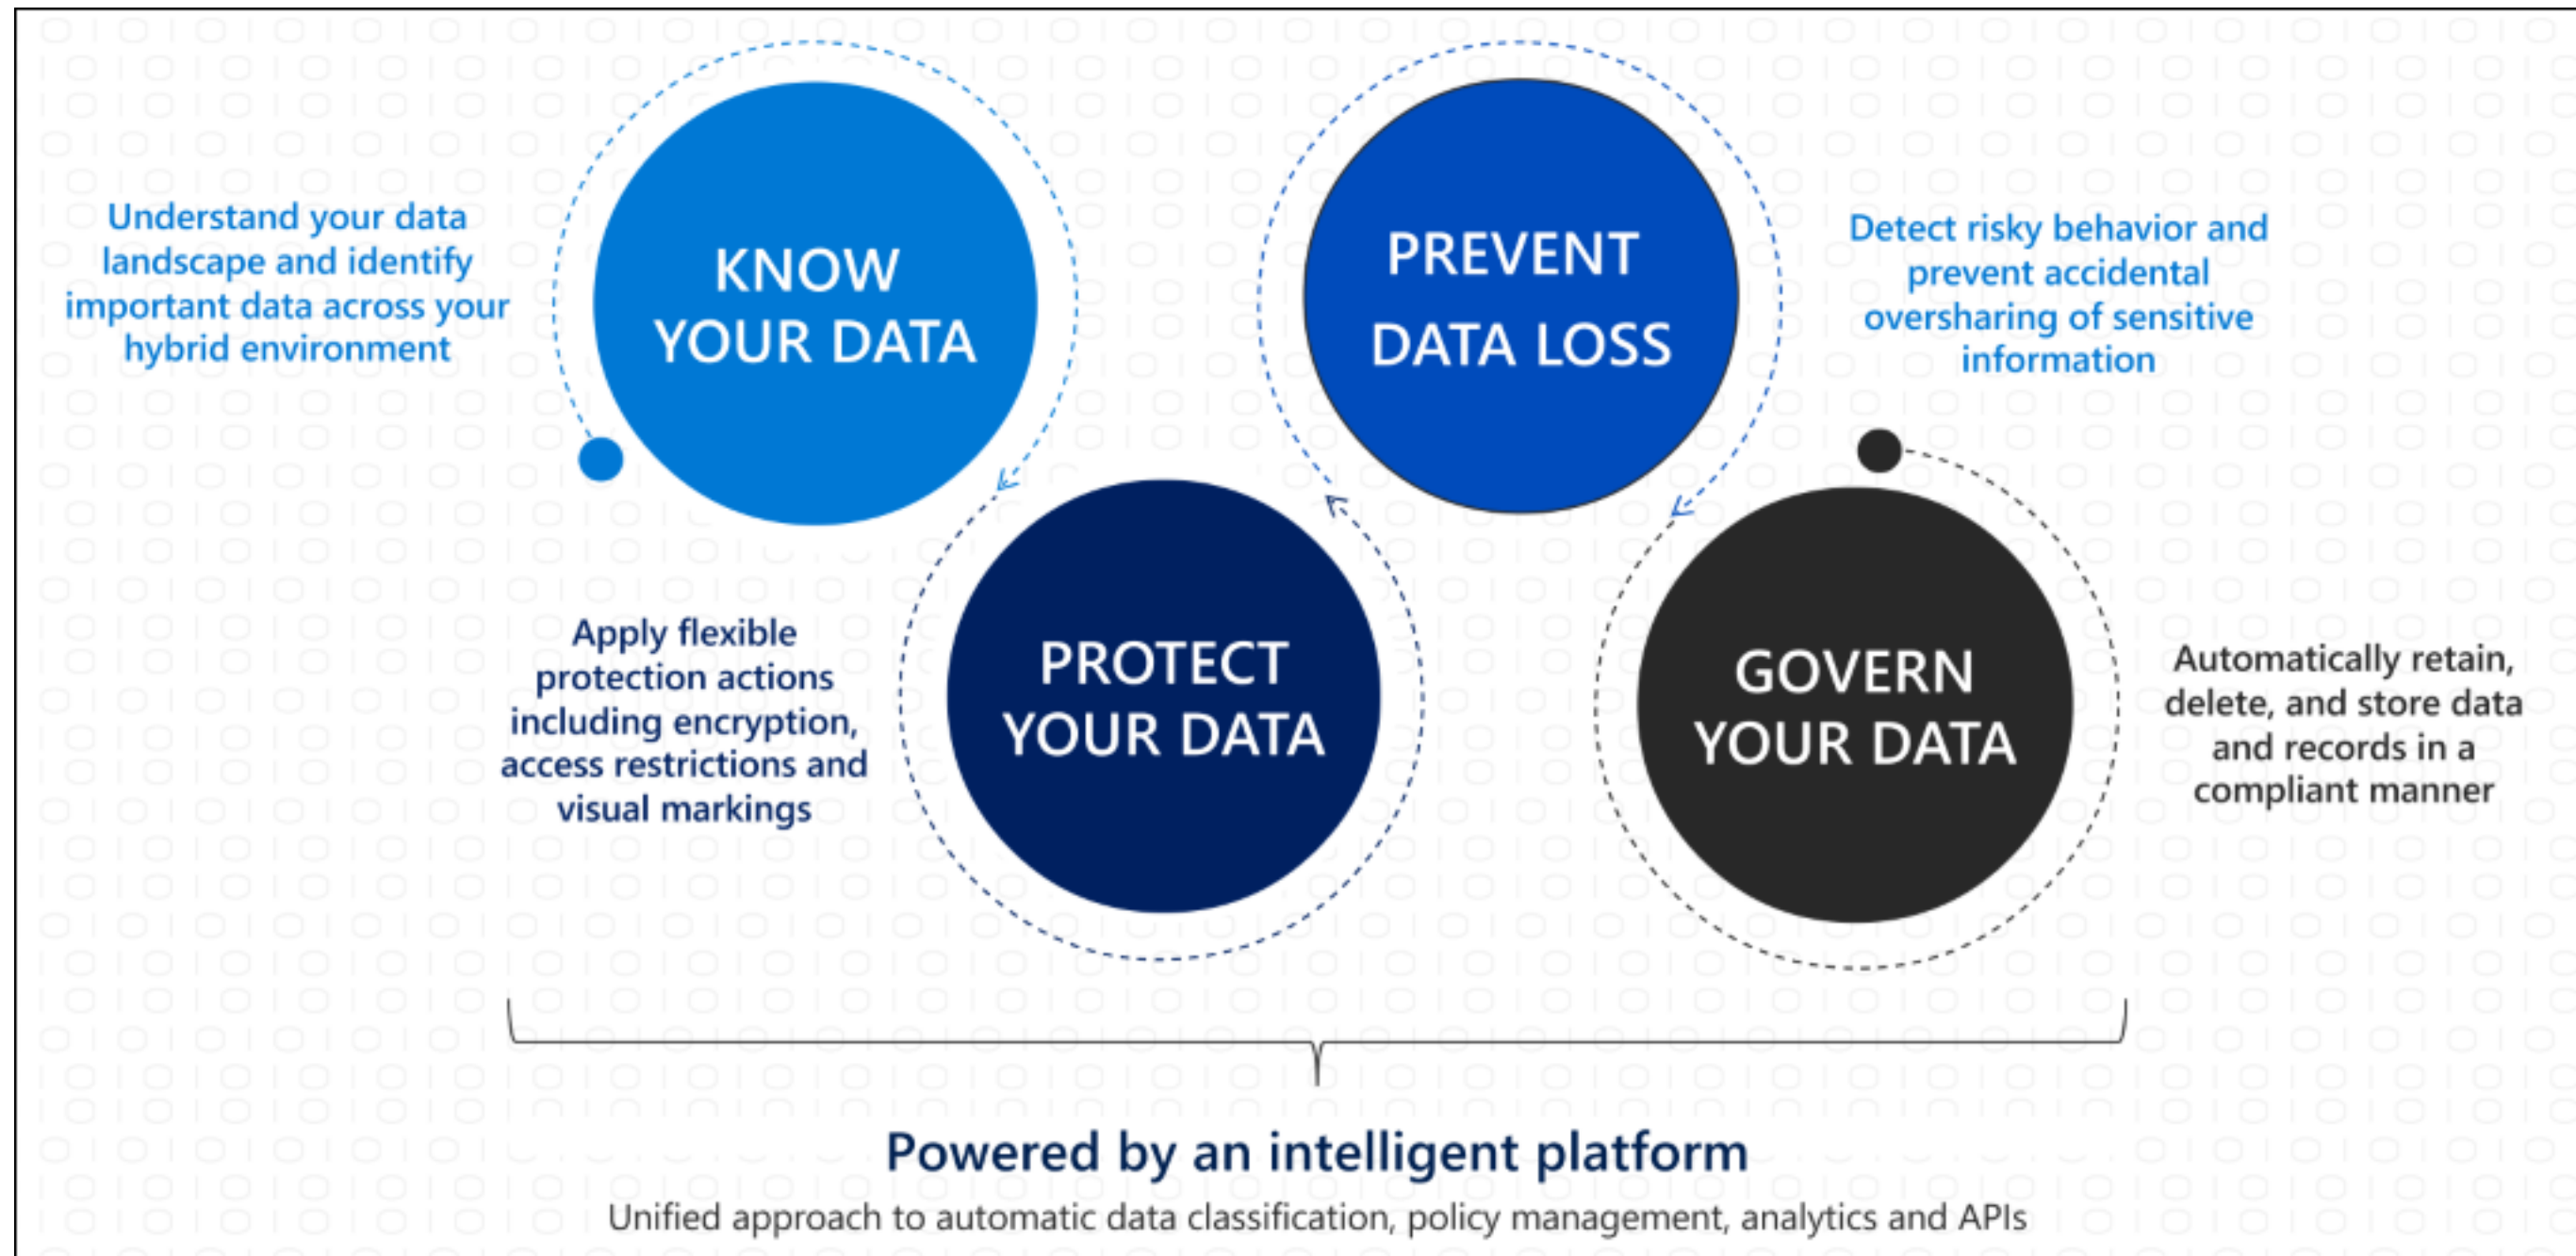 Understand your data
landscape and identify
important data across your
hybrid environment
KNOW
YOUR DATA
PREVENT
DATA LOSS
Detect risky behavior and
prevent accidental
oversharing of sensitive
information
Apply flexible
protection actions
including encryption,
access restrictions and
visual markings
PROTECT
YOUR DATA
GOVERN
YOUR DATA
Automatically retain,
delete, and store data
and records in a
compliant manner
Powered by an intelligent platform
Unified approach to automatic data classification, policy management, analytics and APIs